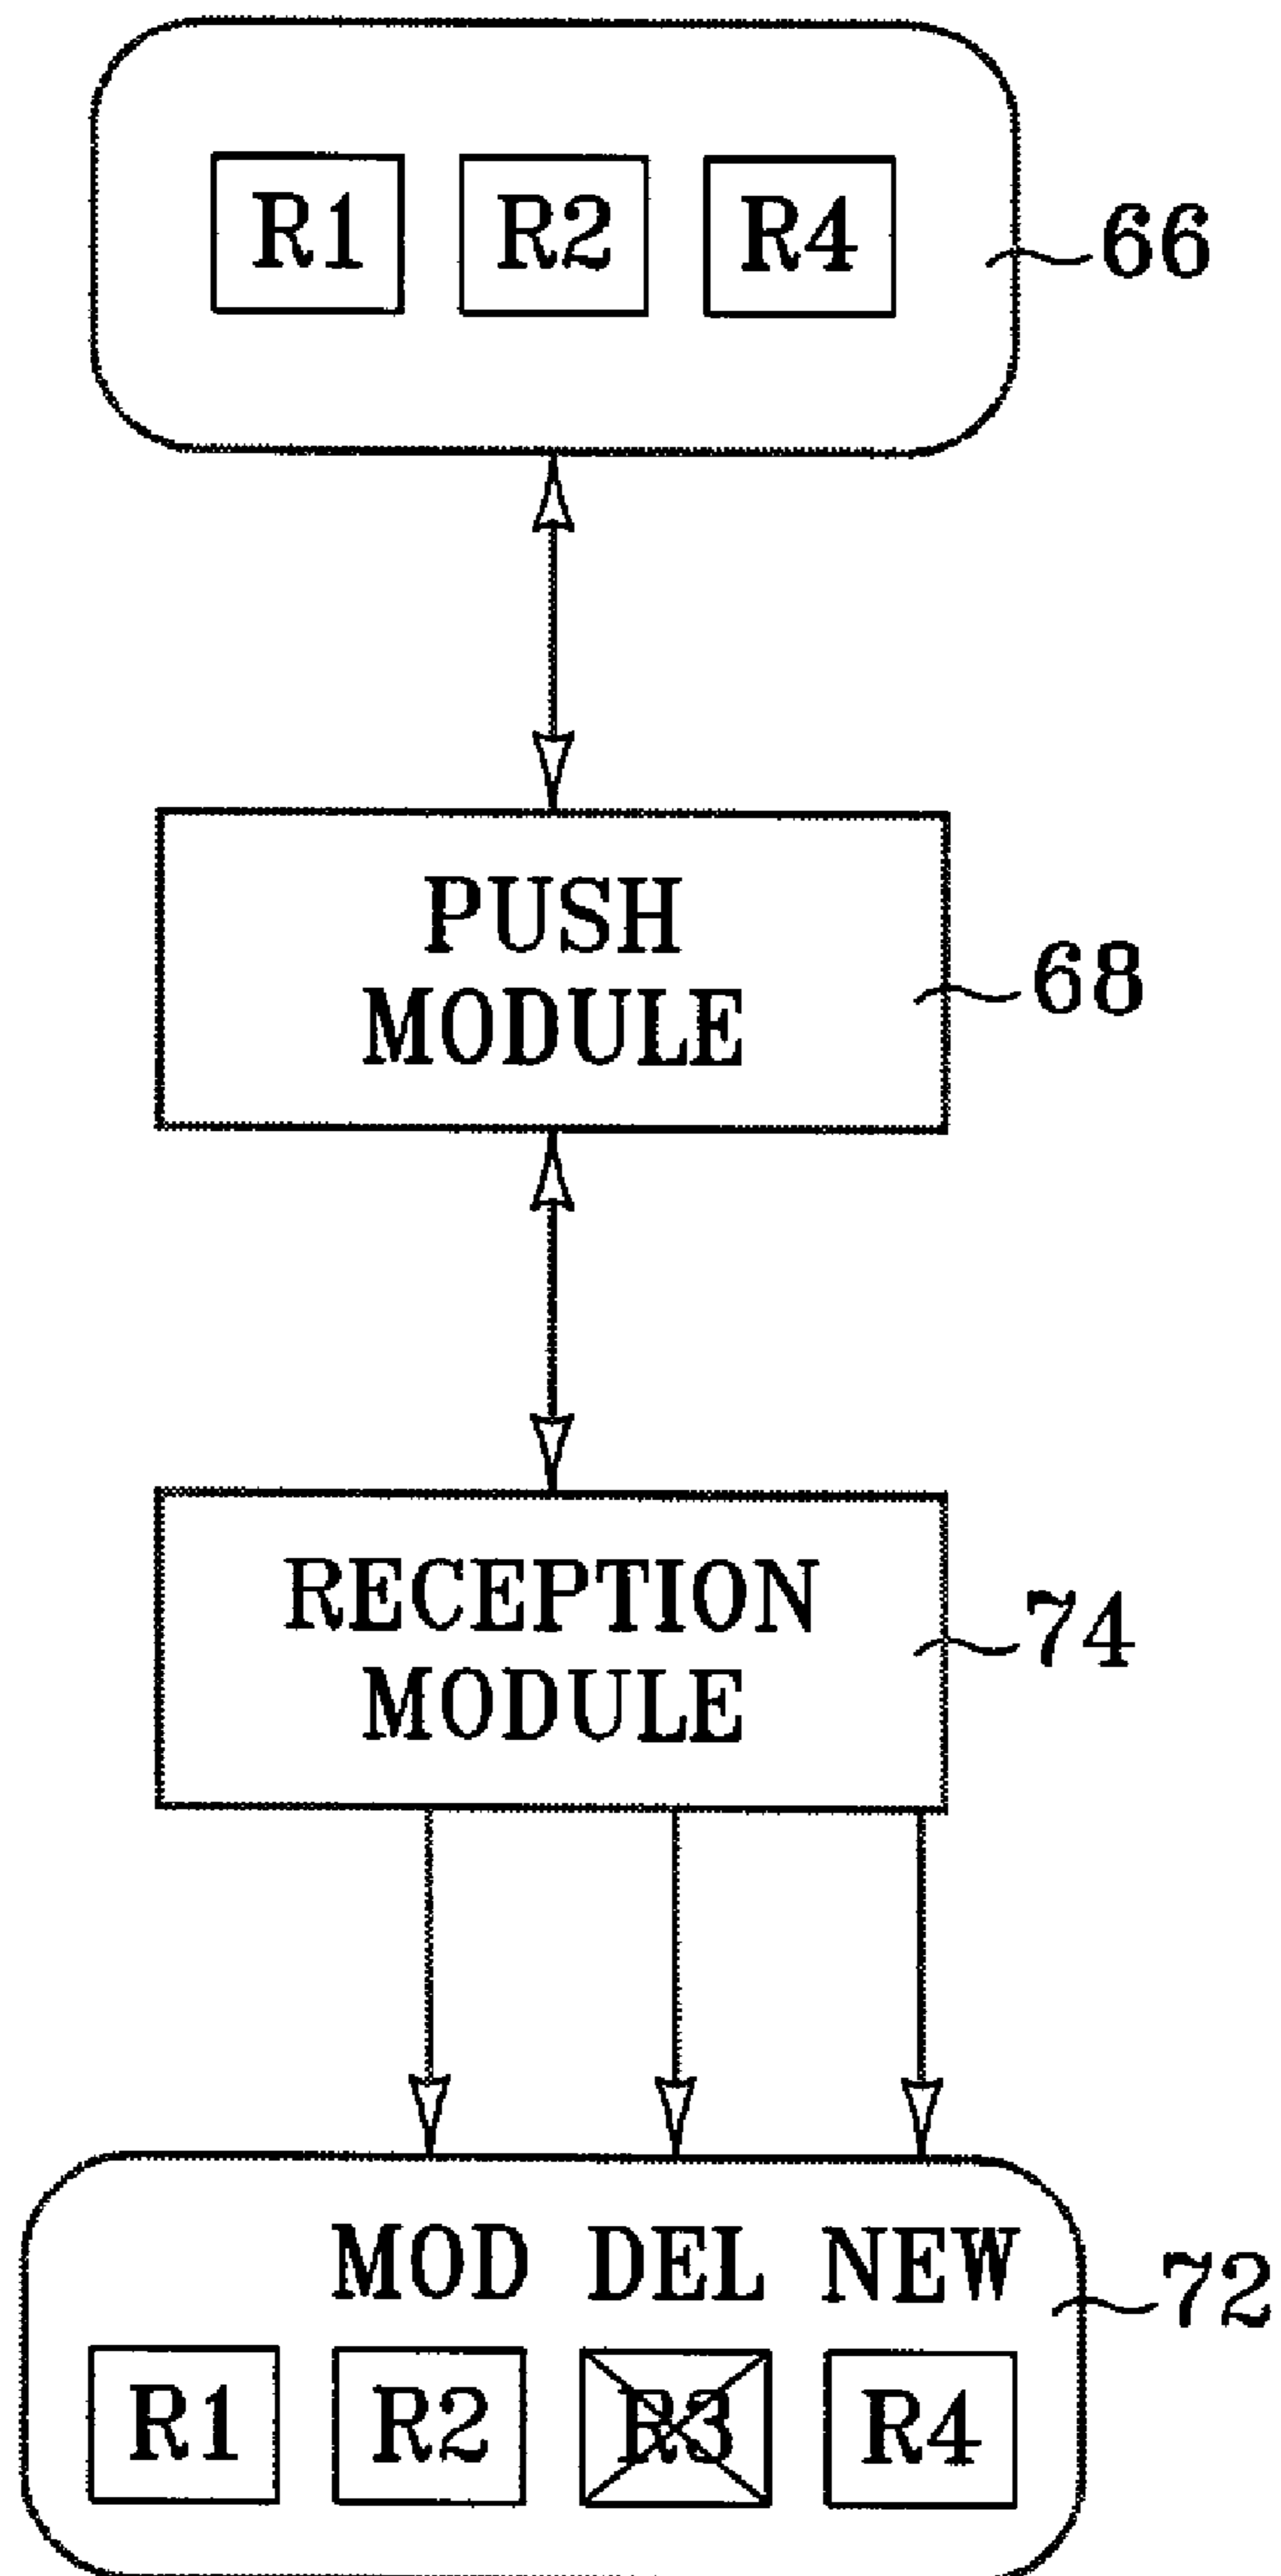 R1 R2 R4
66
PUSH
MODULE
68
RECEPTION
MODULE
74
MOD DEL NEW
72
R1 R2 R3 R4